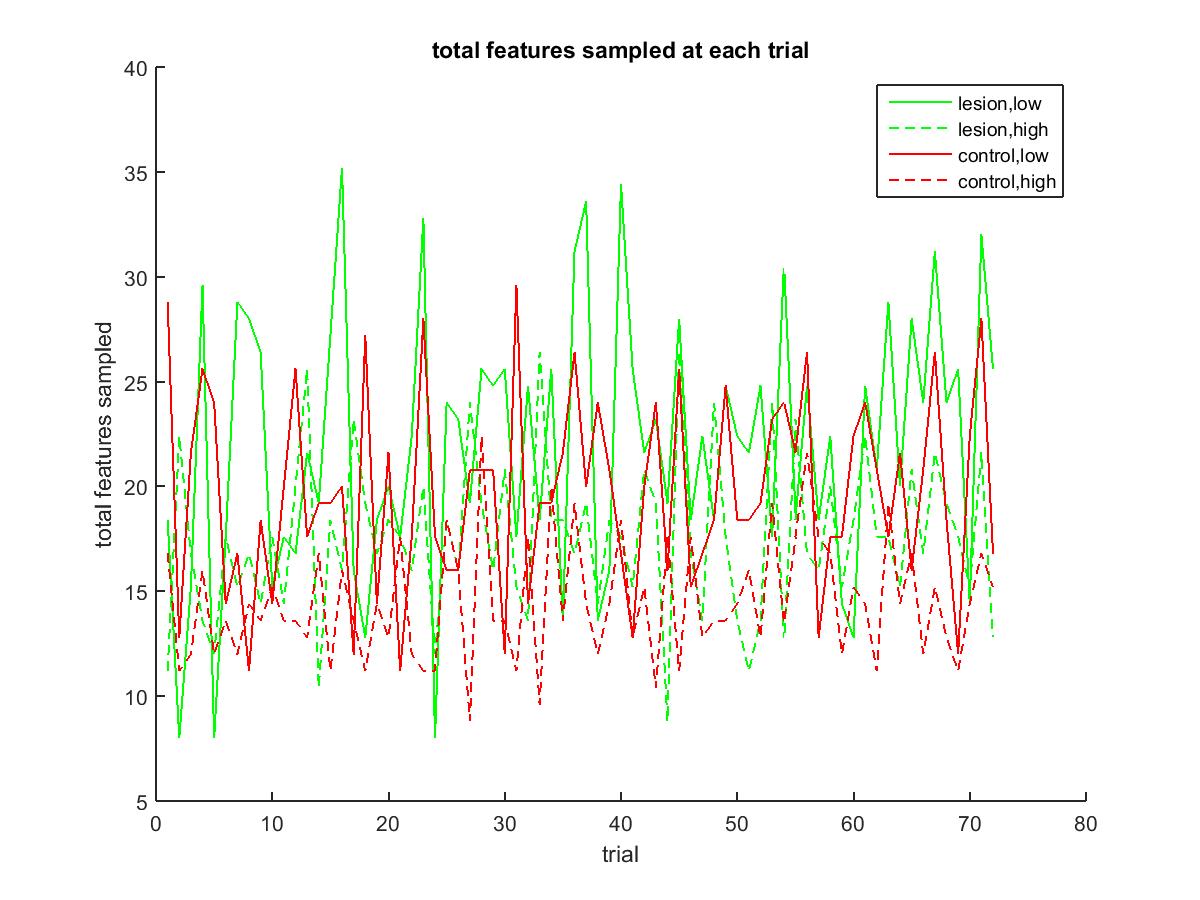 total features sampled at each trial
lesion,low
lesion,high
control,low
control,high
total features sampled
40
35
30
25
20
15
10
5
0
10
20
30
40
50
60
70
80
trial